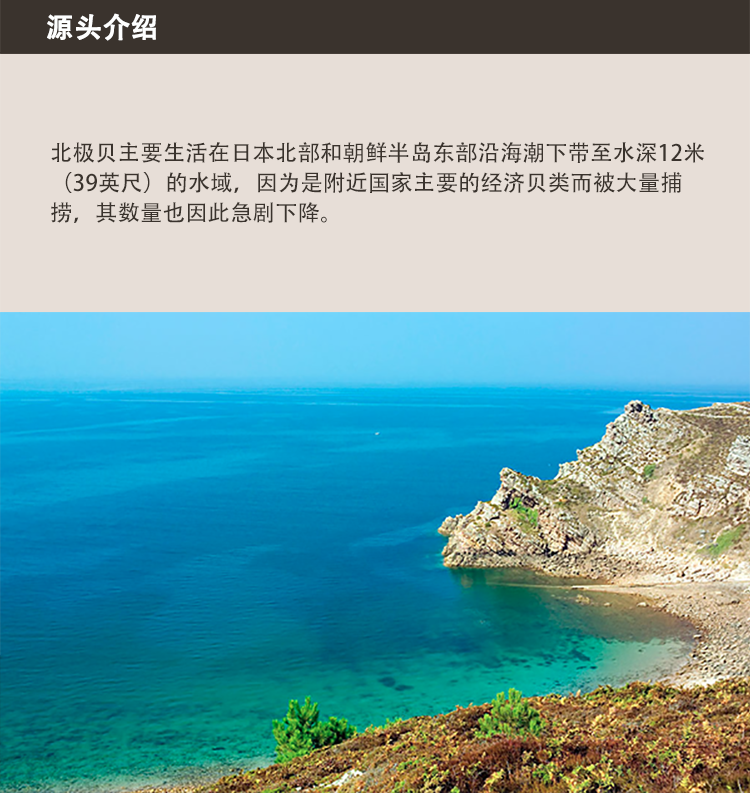 源头介绍
北极贝主要生活在日本北部和朝鲜半岛东部沿海潮下带至水深12米
（39英尺）的水域，因为是附近国家主要的经济贝类而被大量捕
捞，其数量也因此急剧下降。